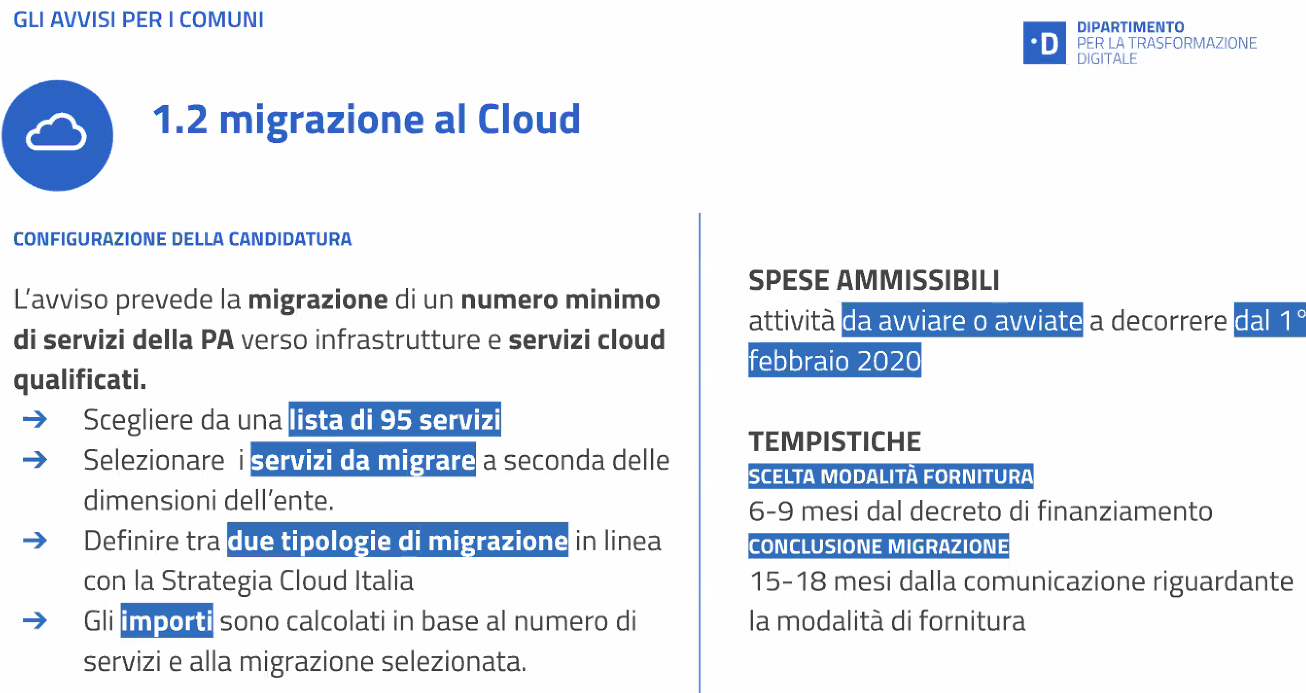 GLI AVVISI PER I COMUNI
·D
DIPARTIMENTO
PER LA TRASFORMAZIONE
DIGITALE
1.2 migrazione al Cloud
CONFIGURAZIONE DELLA CANDIDATURA
L'avviso prevede la migrazione di un numero minimo
di servizi della PA verso infrastrutture e servizi cloud
qualificati.
→ Scegliere da una lista di 95 servizi
→ Selezionare i servizi da migrare a seconda delle
dimensioni dell'ente.
→ Definire tra due tipologie di migrazione in linea
con la Strategia Cloud Italia
→ Gli importi sono calcolati in base al numero di
servizi e alla migrazione selezionata.
SPESE AMMISSIBILI
attività da avviare o avviate a decorrere dal 1°
febbraio 2020
TEMPISTICHE
SCELTA MODALITÀ FORNITURA
6-9 mesi dal decreto di finanziamento
CONCLUSIONE MIGRAZIONE
15-18 mesi dalla comunicazione riguardante
la modalità di fornitura